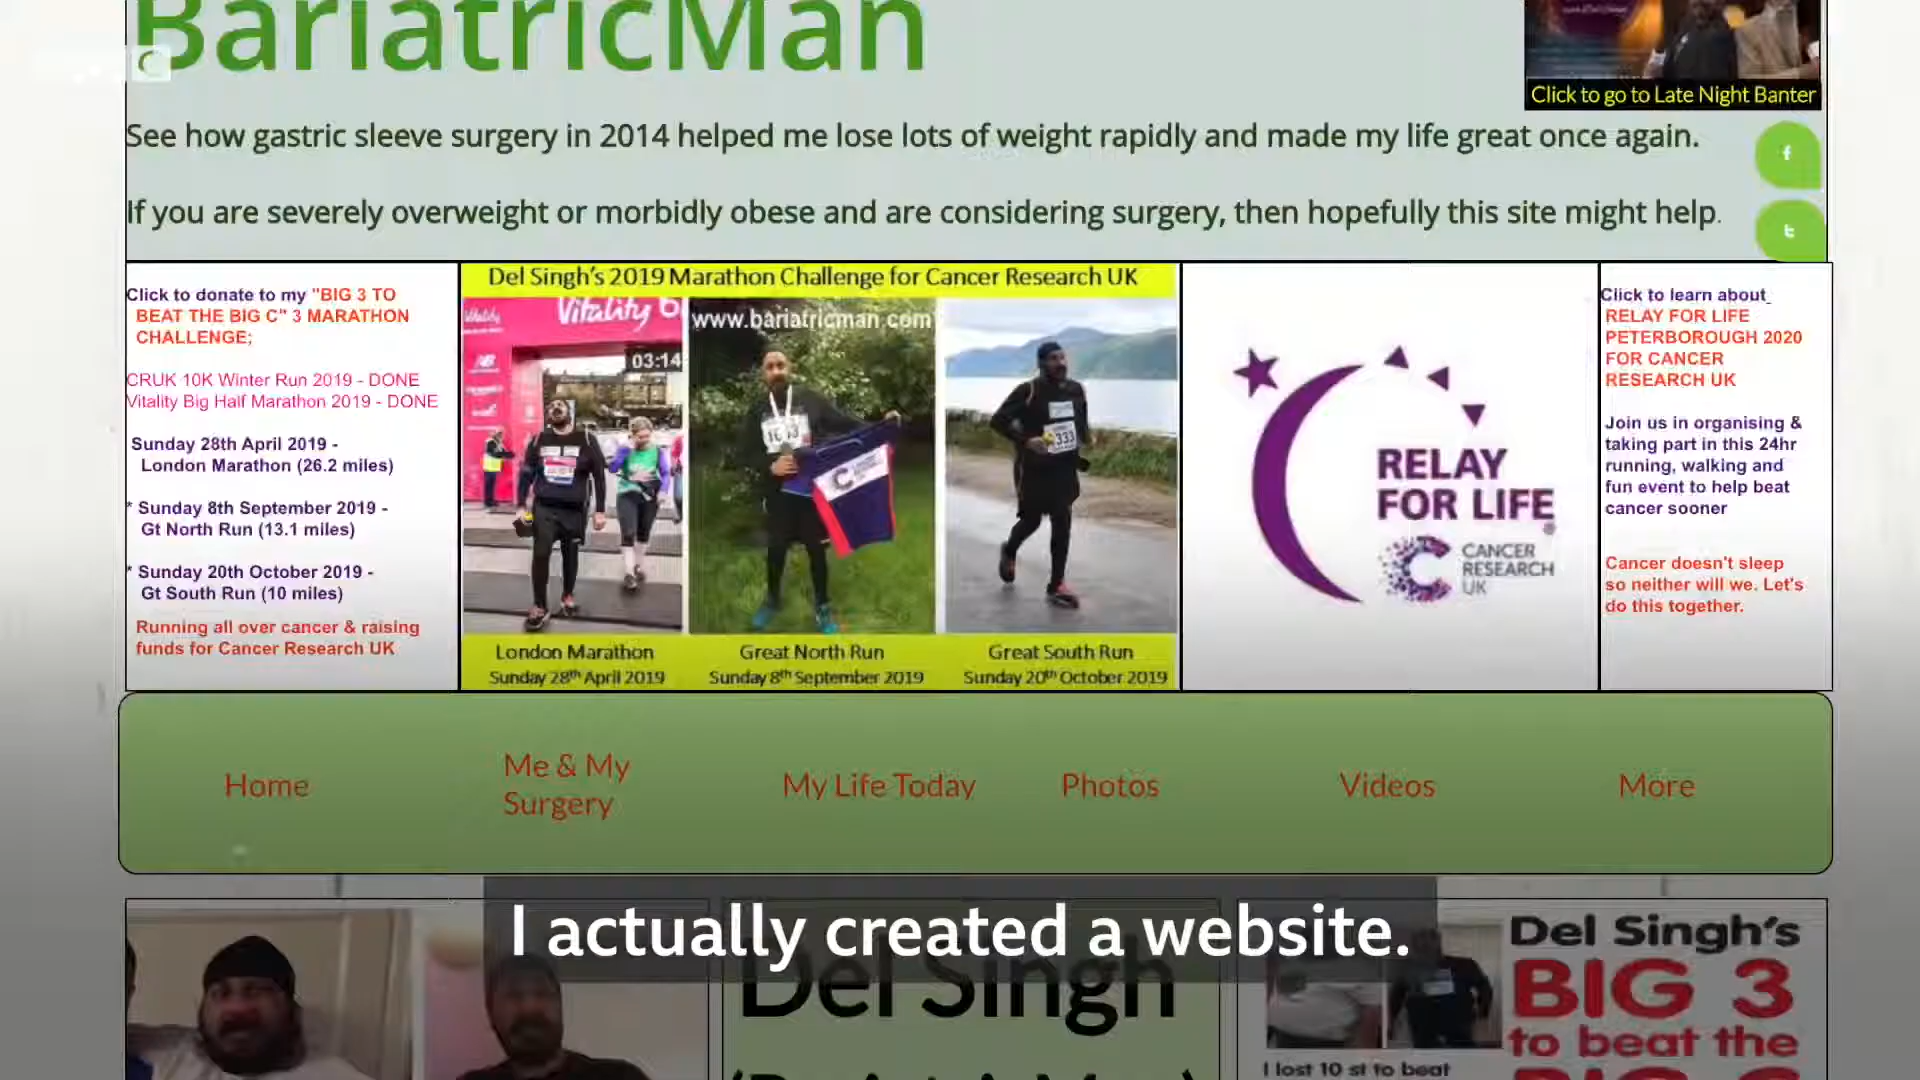 BariatricMan
Click to go to Late Night Banter
See how gastric sleeve surgery in 2014 helped me lose lots of weight rapidly and made my life great once again.
If you are severely overweight or morbidly obese and are considering surgery, then hopefully this site might help.
Click to donate to my "BIG 3 TO
BEAT THE BIG C" 3 MARATHON
CHALLENGE;
CRUK 10K Winter Run 2019 - DONE
Vitality Big Half Marathon 2019 - DONE
Sunday 28th April 2019 -
London Marathon (26.2 miles)
* Sunday 8th September 2019 -
Gt North Run (13.1 miles)
* Sunday 20th October 2019 -
Gt South Run (10 miles)
Running all over cancer & raising
funds for Cancer Research UK
Del Singh's 2019 Marathon Challenge for Cancer Research UK
Vitality
Vitality
03:14
www.bariatricman.com
333
London Marathon
Sunday 28th April 2019
Great North Run
Sunday 8th September 2019
Great South Run
Sunday 20th October 2019
RELAY
FOR LIFE
CANCER
RESEARCH
UK
Click to learn about
RELAY FOR LIFE
PETERBOROUGH 2020
FOR CANCER
RESEARCH UK
Join us in organising &
taking part in this 24hr
running, walking and
fun event to help beat
cancer sooner
Cancer doesn't sleep
so neither will we. Let's
do this together.
Home
Me & My
Surgery
My Life Today
Photos
Videos
More
I actually created a website.
Del Singh
(BariatricMan)
Del Singh's
BIG 3
to beat the
BIG C
I lost 10 st to beat